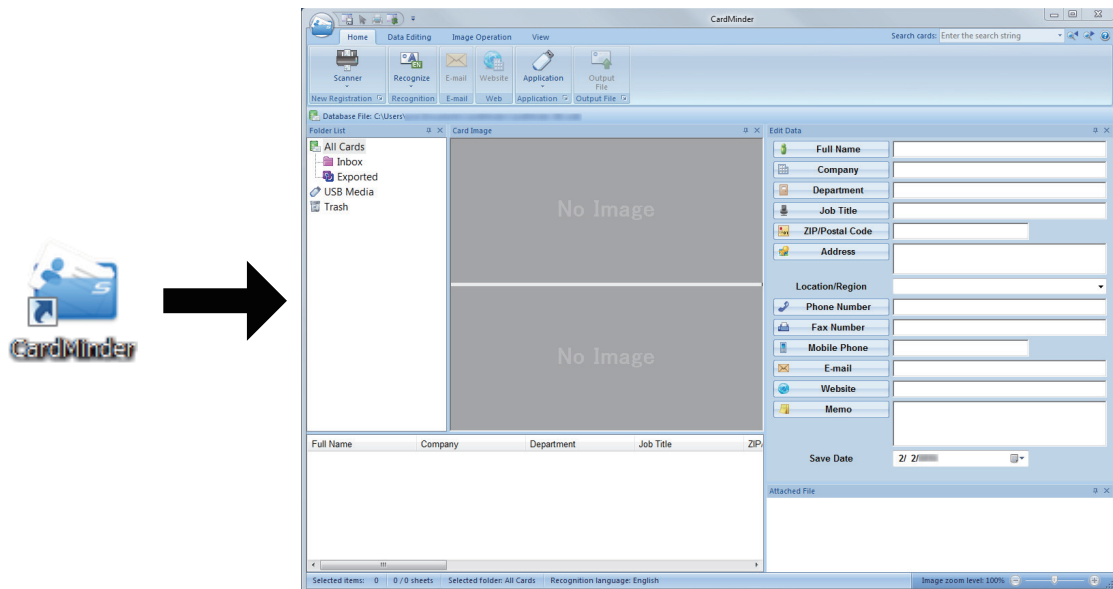 CardMinder
CardMinder
Home Data Editing Image Operation View
Search cards: Enter the search string
Scanner Recognize E-mail Website Application Output File
New Registration Recognition E-mail Web Application Output File
Database File: C:\Users\
Folder List
All Cards
Inbox
Exported
USB Media
Trash
Card Image
No Image
No Image
Edit Data
Full Name
Company
Department
Job Title
ZIP/Postal Code
Address
Location/Region
Phone Number
Fax Number
Mobile Phone
E-mail
Website
Memo
Save Date 2/ 2/
Full Name Company Department Job Title ZIP/
Attached File
Selected items: 0 0 / 0 sheets Selected folder: All Cards Recognition language: English Image zoom level: 100%